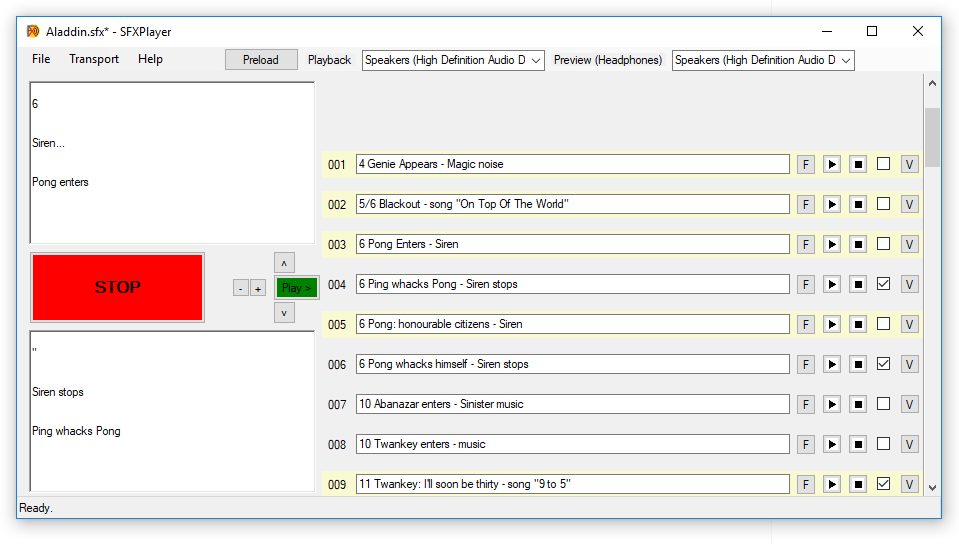 Aladdin.sfx* - SFXPlayer
File Transport Help Preload Playback Speakers (High Definition Audio D Preview (Headphones) Speakers (High Definition Audio D
6
Siren...
Pong enters
STOP
- +
^
Play >
v
"
Siren stops
Ping whacks Pong
001 4 Genie Appears - Magic noise F V
002 5/6 Blackout - song "On Top Of The World" F V
003 6 Pong Enters - Siren F V
004 6 Ping whacks Pong - Siren stops F V
005 6 Pong: honourable citizens - Siren F V
006 6 Pong whacks himself - Siren stops F V
007 10 Abanazar enters - Sinister music F V
008 10 Twankey enters - music F V
009 11 Twankey: I'll soon be thirty - song "9 to 5" F V
Ready.